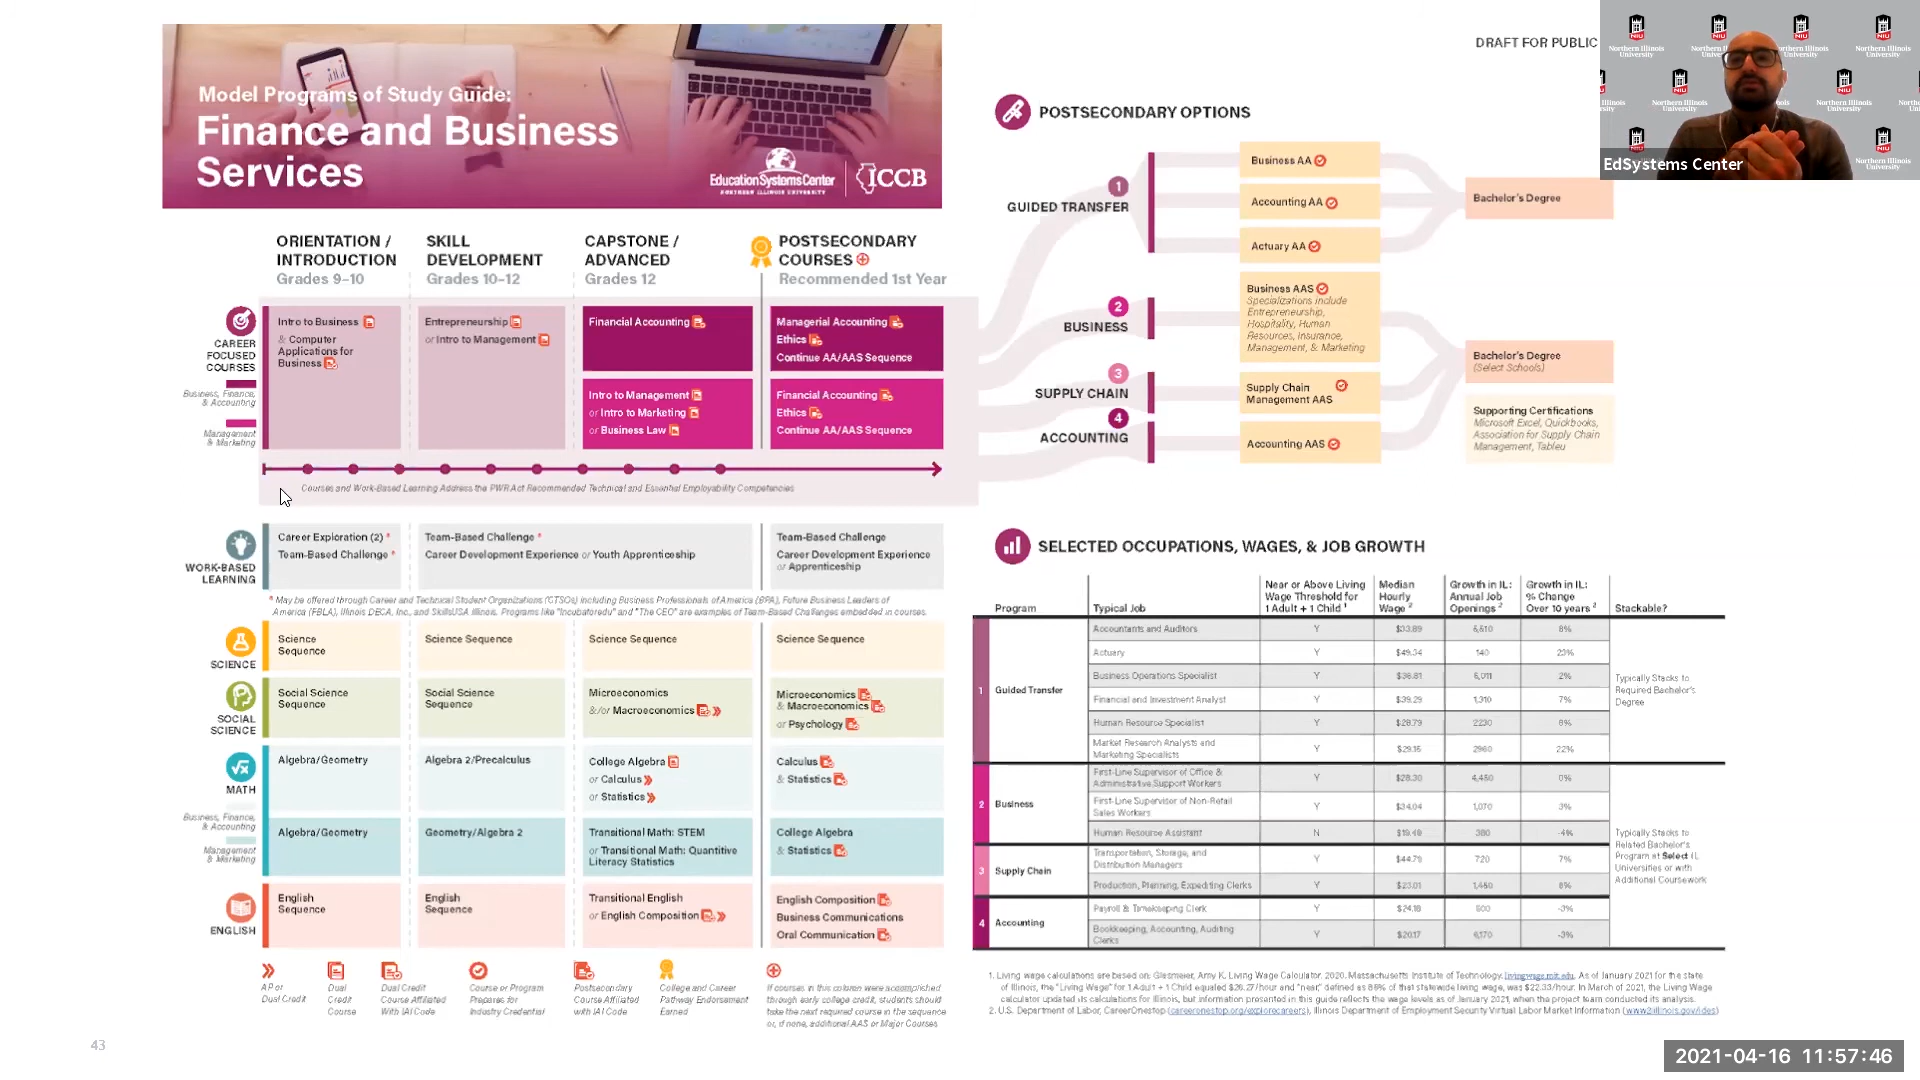 DRAFT FOR PUBLIC
Model Programs of Study Guide:
Finance and Business
Services
Education Systems Center
NORTHERN ILLINOIS UNIVERSITY
ICCB
ORIENTATION /
INTRODUCTION
Grades 9–10
SKILL
DEVELOPMENT
Grades 10–12
CAPSTONE /
ADVANCED
Grades 12
POSTSECONDARY
COURSES
Recommended 1st Year
CAREER
FOCUSED
COURSES
Business, Finance,
& Accounting
Management
& Marketing
Intro to Business
& Computer
Applications for
Business
Entrepreneurship
or Intro to Management
Financial Accounting
Managerial Accounting
Ethics
Continue AA/AAS Sequence
Intro to Management
or Intro to Marketing
or Business Law
Financial Accounting
Ethics
Continue AA/AAS Sequence
Courses and Work-Based Learning Address the PWR Act Recommended Technical and Essential Employability Competencies
WORK-BASED
LEARNING
Career Exploration (2) *
Team-Based Challenge *
Team-Based Challenge *
Career Development Experience or Youth Apprenticeship
Team-Based Challenge
Career Development Experience
or Apprenticeship
* May be offered through Career and Technical Student Organizations (CTSOs) including Business Professionals of America (BPA), Future Business Leaders of
America (FBLA), Illinois DECA, Inc., and SkillsUSA Illinois. Programs like "Incubatoredu" and "The CEO" are examples of Team-Based Challenges embedded in courses.
SCIENCE
Science
Sequence
Science Sequence
Science Sequence
Science Sequence
SOCIAL
SCIENCE
Social Science
Sequence
Social Science
Sequence
Microeconomics
&/or Macroeconomics
Microeconomics
& Macroeconomics
or Psychology
MATH
Business, Finance,
& Accounting
Management
& Marketing
Algebra/Geometry
Algebra 2/Precalculus
College Algebra
or Calculus
or Statistics
Calculus
& Statistics
Algebra/Geometry
Geometry/Algebra 2
Transitional Math: STEM
or Transitional Math: Quantitive
Literacy Statistics
College Algebra
& Statistics
ENGLISH
English
Sequence
English
Sequence
Transitional English
or English Composition
English Composition
Business Communications
Oral Communication
AP or
Dual Credit
Dual
Credit
Course
Dual Credit
Course Affiliated
With IAI Code
Course or Program
Prepares for
Industry Credential
Postsecondary
Course Affiliated
with IAI Code
College and Career
Pathway Endorsement
Earned
If courses in this column were accomplished
through early college credit, students should
take the next required course in the sequence
or, if none, additional AAS or Major Courses
43
POSTSECONDARY OPTIONS
1
GUIDED TRANSFER
2
BUSINESS
3
SUPPLY CHAIN
4
ACCOUNTING
Business AA
Accounting AA
Actuary AA
Business AAS
Specializations include
Entrepreneurship,
Hospitality, Human
Resources, Insurance,
Management, & Marketing
Supply Chain
Management AAS
Accounting AAS
Bachelor's Degree
Bachelor's Degree
(Select Schools)
Supporting Certifications
Microsoft Excel, Quickbooks,
Association for Supply Chain
Management, Tableu
SELECTED OCCUPATIONS, WAGES, & JOB GROWTH
Program
Typical Job
Near or Above Living
Wage Threshold for
1 Adult + 1 Child 1
Median
Hourly
Wage 2
Growth in IL:
Annual Job
Openings 2
Growth in IL:
% Change
Over 10 years 2
Stackable?
1 Guided Transfer
Accountants and Auditors Y $33.89 5,510 8%
Actuary Y $49.34 140 23%
Business Operations Specialist Y $36.81 5,011 2%
Financial and Investment Analyst Y $39.29 1,310 7%
Human Resource Specialist Y $28.79 2230 8%
Market Research Analysts and
Marketing Specialists Y $29.15 2960 22%
Typically Stacks to
Required Bachelor's
Degree
2 Business
First-Line Supervisor of Office &
Administrative Support Workers Y $28.30 4,450 0%
First-Line Supervisor of Non-Retail
Sales Workers Y $34.04 1,070 3%
Human Resource Assistant N $19.49 380 -4%
3 Supply Chain
Transportation, Storage, and
Distribution Managers Y $44.79 720 7%
Production, Planning, Expediting Clerks Y $23.01 1,450 8%
4 Accounting
Payroll & Timekeeping Clerk Y $24.18 500 -3%
Bookkeeping, Accounting, Auditing
Clerks Y $20.17 6,170 -3%
Typically Stacks to
Related Bachelor's
Program at Select IL
Universities or with
Additional Coursework
1. Living wage calculations are based on: Glasmeier, Amy K. Living Wage Calculator. 2020. Massachusetts Institute of Technology. livingwage.mit.edu. As of January 2021 for the state
of Illinois, the "Living Wage" for 1 Adult + 1 Child equaled $26.27/hour and "near," defined as 85% of that statewide living wage, was $22.33/hour. In March of 2021, the Living Wage
calculator updated its calculations for Illinois, but information presented in this guide reflects the wage levels as of January 2021, when the project team conducted its analysis.
2. U.S. Department of Labor, CareerOnestop (careeronestop.org/explorecareers), Illinois Department of Employment Security Virtual Labor Market Information (www2illinois.gov/ides)
NIU
Northern Illinois
University
EdSystems Center
2021-04-16 11:57:46